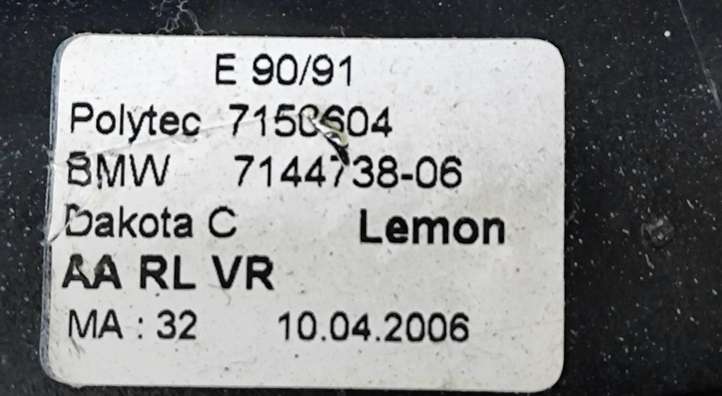 E 90/91
Polytec
BMW 7144738-06
Dakota C Lemon
AA RL VR
MA : 32 10.04.2006